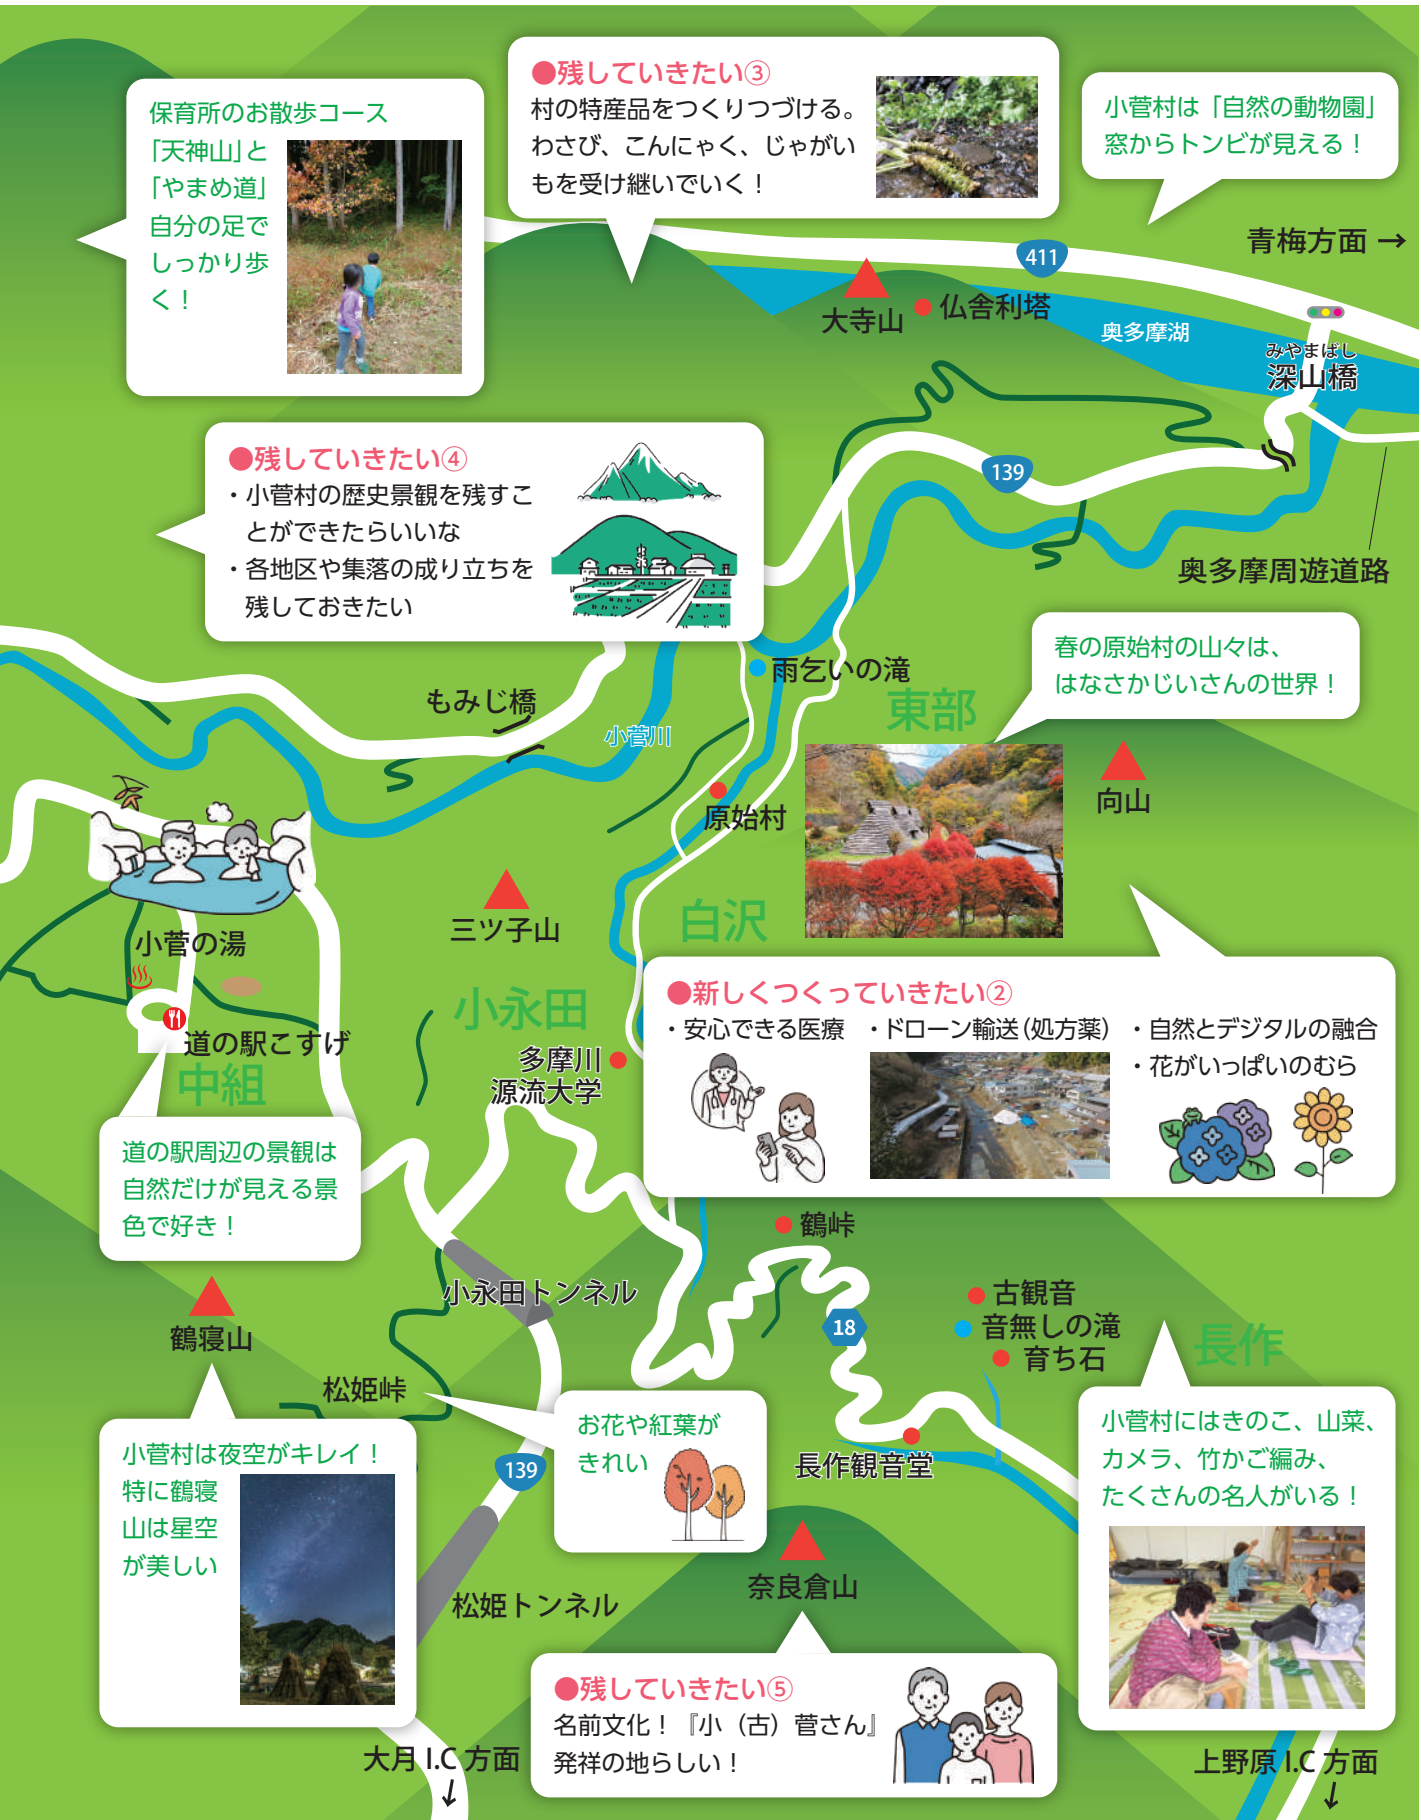 ●残していきたい③
村の特産品をつくりつづける。
わさび、こんにゃく、じゃがい
もを受け継いでいく！
保育所のお散歩コース
「天神山」と
「やまめ道」
自分の足で
しっかり歩
く！
小菅村は「自然の動物園」
窓からトンビが見える！
青梅方面 →
411
大寺山
仏舎利塔
奥多摩湖
みやまばし
深山橋
●残していきたい④
・小菅村の歴史景観を残すこ
とができたらいいな
・各地区や集落の成り立ちを
残しておきたい
139
奥多摩周遊道路
春の原始村の山々は、
はなさかじいさんの世界！
雨乞いの滝
東部
もみじ橋
小菅川
向山
原始村
三ツ子山
白沢
小菅の湯
小永田
道の駅こすげ
中組
多摩川
源流大学
●新しくつくっていきたい②
・安心できる医療
・ドローン輸送（処方薬）
・自然とデジタルの融合
・花がいっぱいのむら
道の駅周辺の景観は
自然だけが見える景
色で好き！
鶴峠
小永田トンネル
古観音
音無しの滝
育ち石
18
長作
鶴寝山
松姫峠
お花や紅葉が
きれい
長作観音堂
小菅村にはきのこ、山菜、
カメラ、竹かご編み、
たくさんの名人がいる！
小菅村は夜空がキレイ！
特に鶴寝
山は星空
が美しい
139
松姫トンネル
奈良倉山
●残していきたい⑤
名前文化！『小（古）菅さん』
発祥の地らしい！
大月 I.C 方面
↓
上野原 I.C 方面
↓